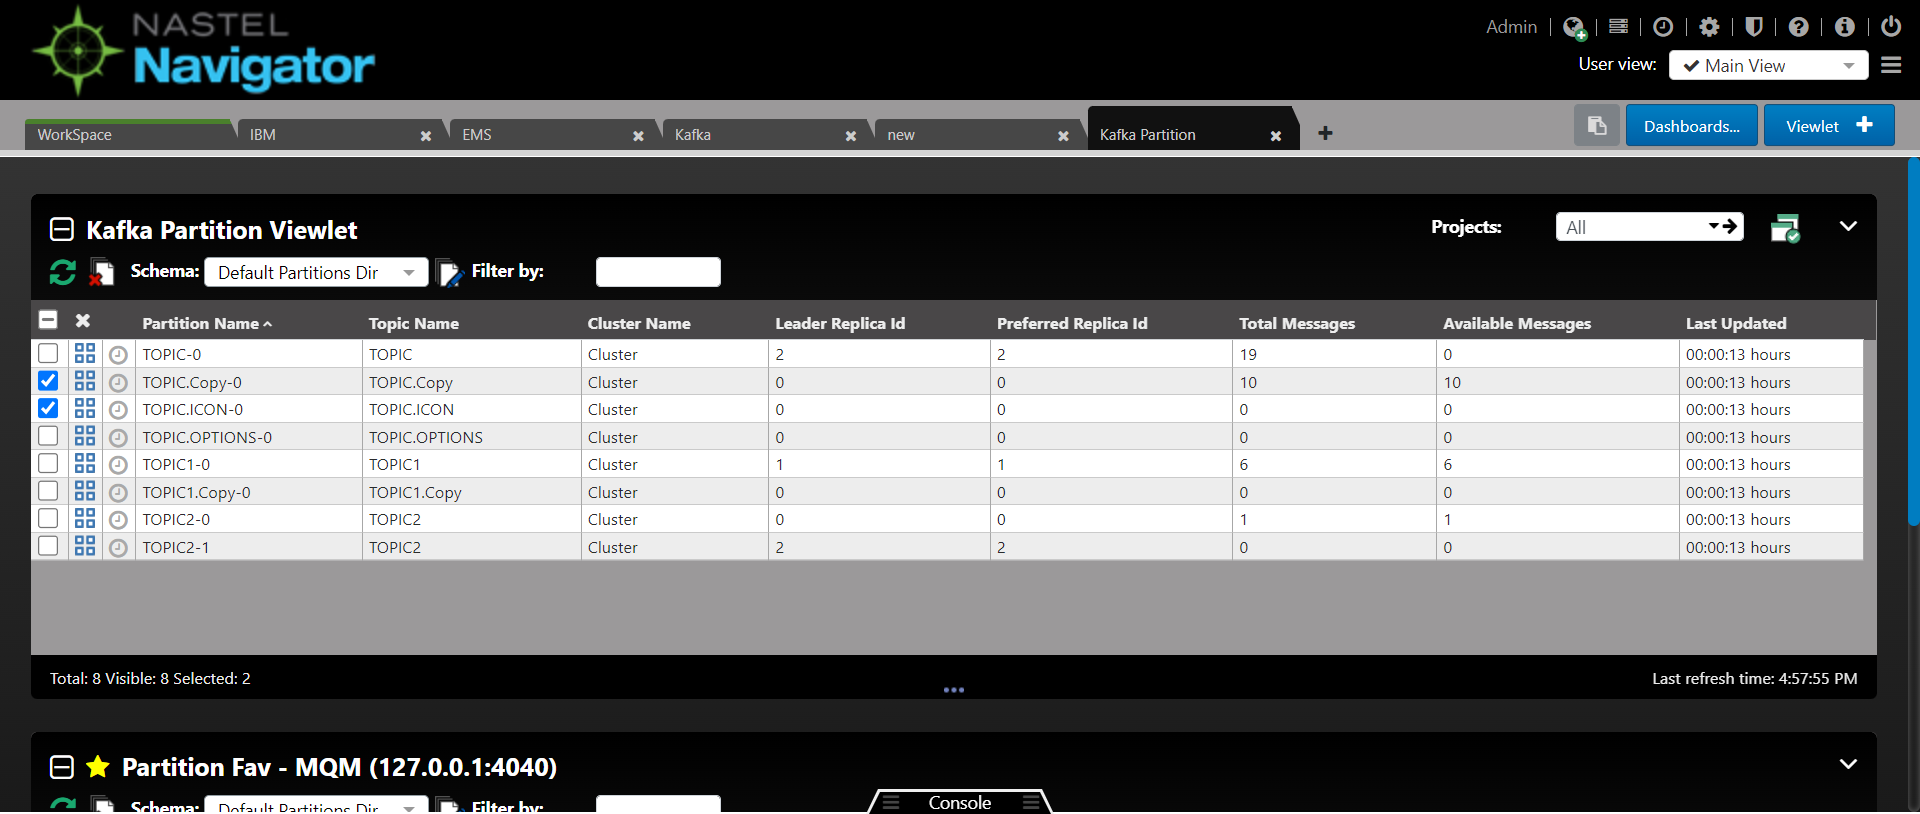 NASTEL
Navigator
Admin
User view: Main View
WorkSpace IBM EMS Kafka new Kafka Partition
Dashboards... Viewlet
Kafka Partition Viewlet
Projects: All
Schema: Default Partitions Dir Filter by:
Partition Name Topic Name Cluster Name Leader Replica Id Preferred Replica Id Total Messages Available Messages Last Updated
TOPIC-0 TOPIC Cluster 2 2 19 0 00:00:13 hours
TOPIC.Copy-0 TOPIC.Copy Cluster 0 0 10 10 00:00:13 hours
TOPIC.ICON-0 TOPIC.ICON Cluster 0 0 0 0 00:00:13 hours
TOPIC.OPTIONS-0 TOPIC.OPTIONS Cluster 0 0 0 0 00:00:13 hours
TOPIC1-0 TOPIC1 Cluster 1 1 6 6 00:00:13 hours
TOPIC1.Copy-0 TOPIC1.Copy Cluster 0 0 0 0 00:00:13 hours
TOPIC2-0 TOPIC2 Cluster 0 0 1 1 00:00:13 hours
TOPIC2-1 TOPIC2 Cluster 2 2 0 0 00:00:13 hours
Total: 8 Visible: 8 Selected: 2
Last refresh time: 4:57:55 PM
Partition Fav - MQM (127.0.0.1:4040)
Schema: Default Partitions Dir Filter by:
Console